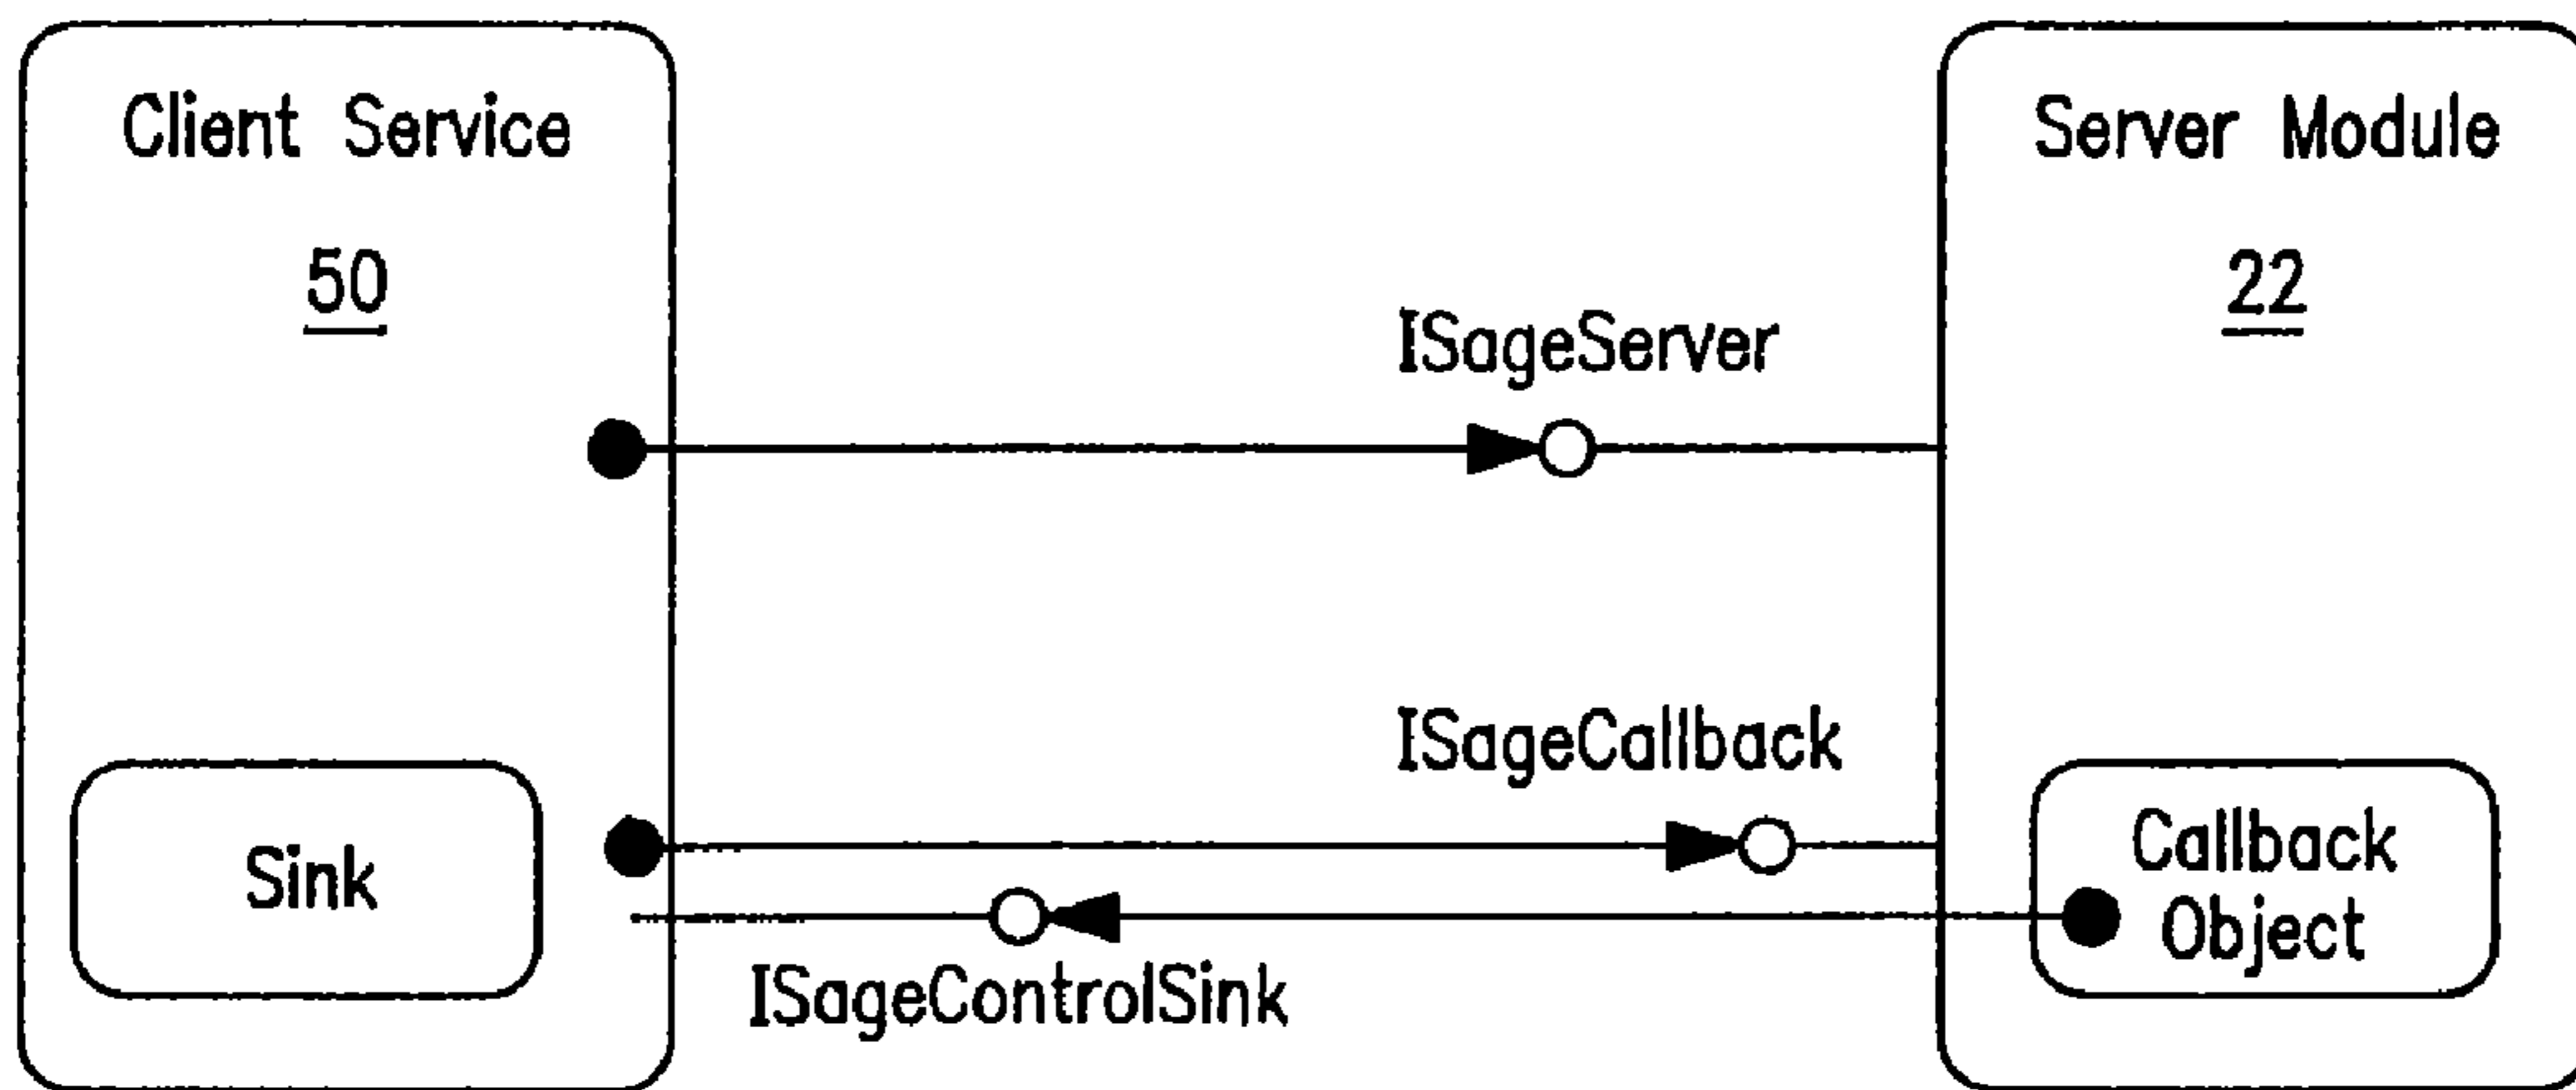 Client Service
50
Server Module
22
ISageServer
ISageCallback
Sink
Callback
Object
ISageControlSink